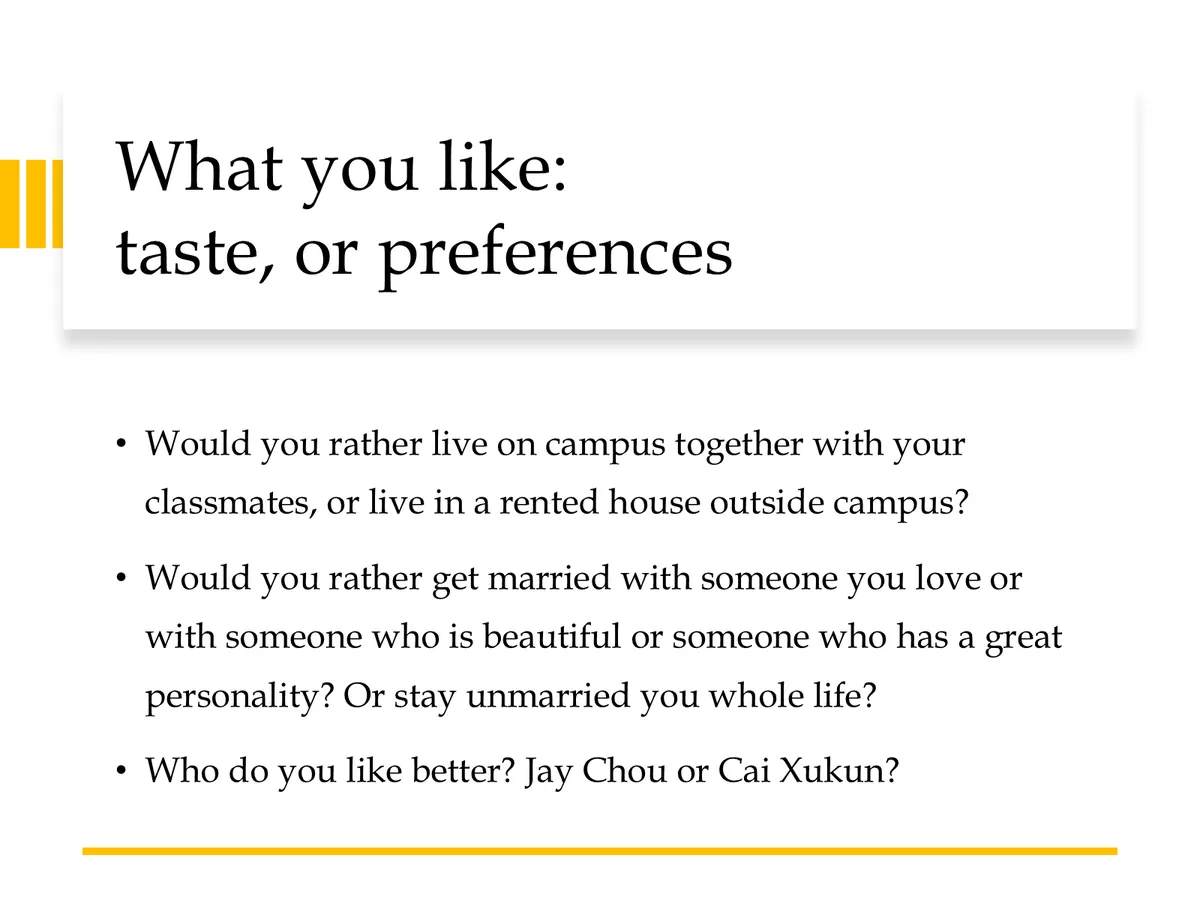 What you like:
taste, or preferences
• Would you rather live on campus together with your
classmates, or live in a rented house outside campus?
• Would you rather get married with someone you love or
with someone who is beautiful or someone who has a great
personality? Or stay unmarried you whole life?
• Who do you like better? Jay Chou or Cai Xukun?